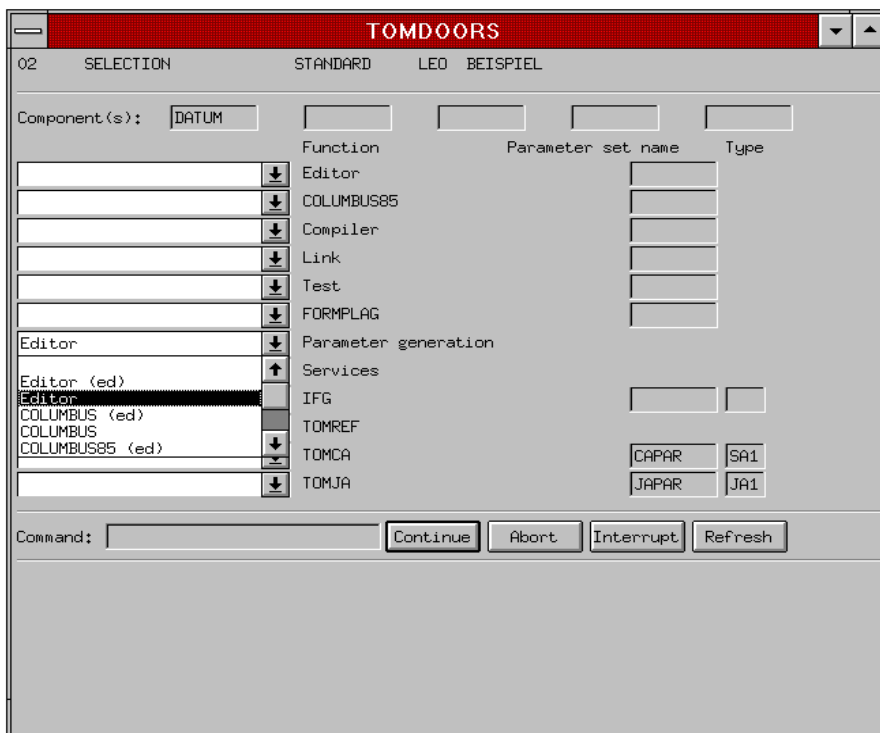 TOMDOORS
02 SELECTION STANDARD LEO BEISPIEL
Component(s): DATUM
Function Parameter set name Type
Editor
COLUMBUS85
Compiler
Link
Test
FORMPLAG
Editor Parameter generation
Services
Editor (ed)
Editor IFG
COLUMBUS (ed)
COLUMBUS TOMREF
COLUMBUS85 (ed)
TOMCA CAPAR SA1
TOMJA JAPAR JA1
Command: Continue Abort Interrupt Refresh